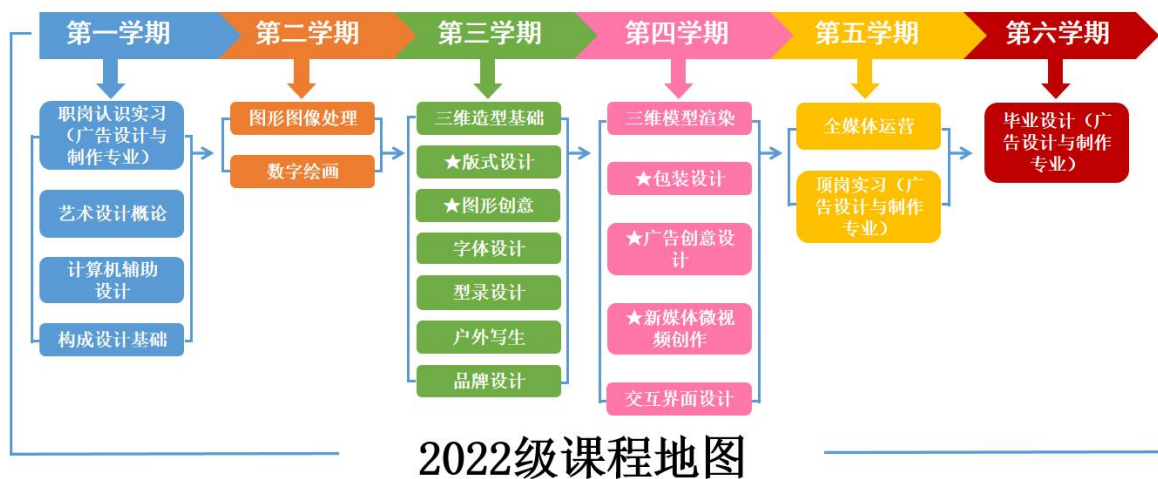 第一学期
第二学期
第三学期
第四学期
第五学期
第六学期
职岗认识实习
（广告设计与
制作专业）
艺术设计概论
计算机辅助
设计
构成设计基础
图形图像处理
数字绘画
三维造型基础
★版式设计
★图形创意
字体设计
型录设计
户外写生
品牌设计
三维模型渲染
★包装设计
★广告创意设
计
★新媒体微视
频创作
交互界面设计
全媒体运营
顶岗实习（广
告设计与制作
专业）
毕业设计（广
告设计与制作
专业）
2022级课程地图